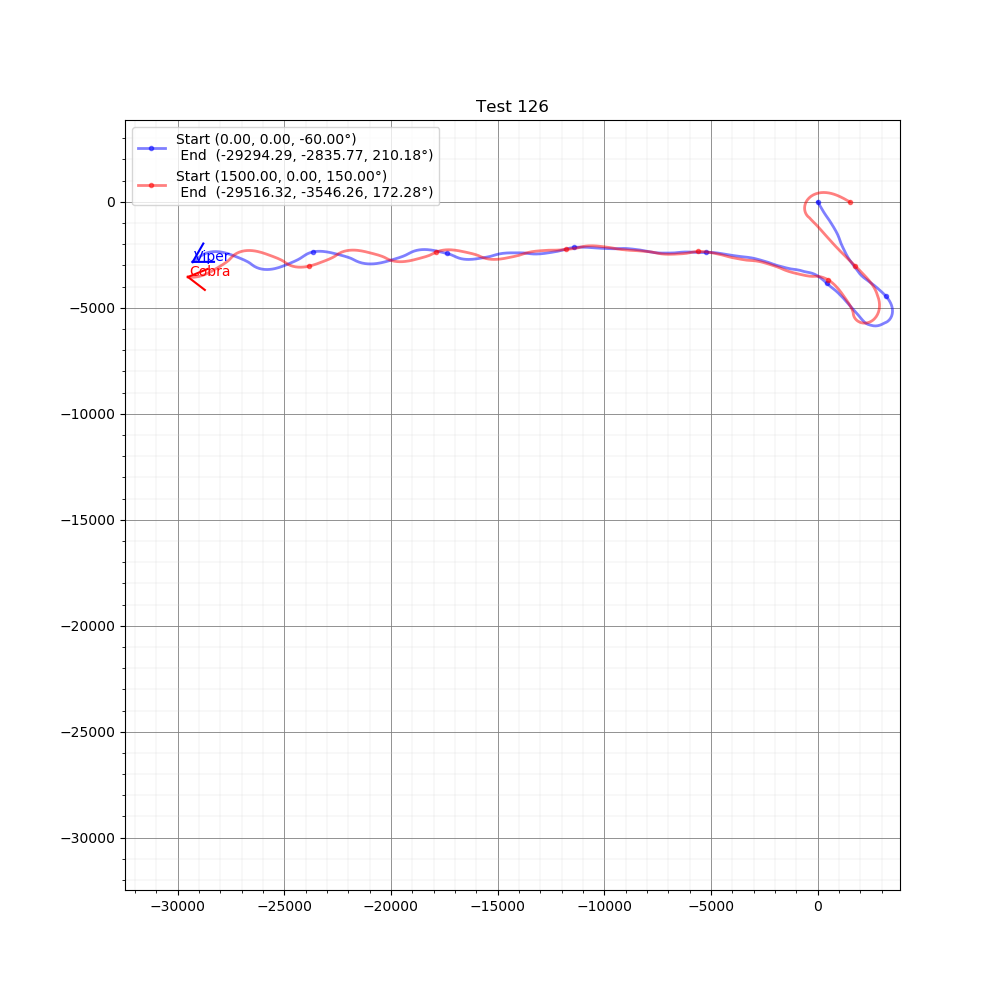 Test 126
Start (0.00, 0.00, -60.00°)
End  (-29294.29, -2835.77, 210.18°)
Start (1500.00, 0.00, 150.00°)
End  (-29516.32, -3546.26, 172.28°)
Viper
Cobra
0
−5000
−10000
−15000
−20000
−25000
−30000
−30000 −25000 −20000 −15000 −10000 −5000 0